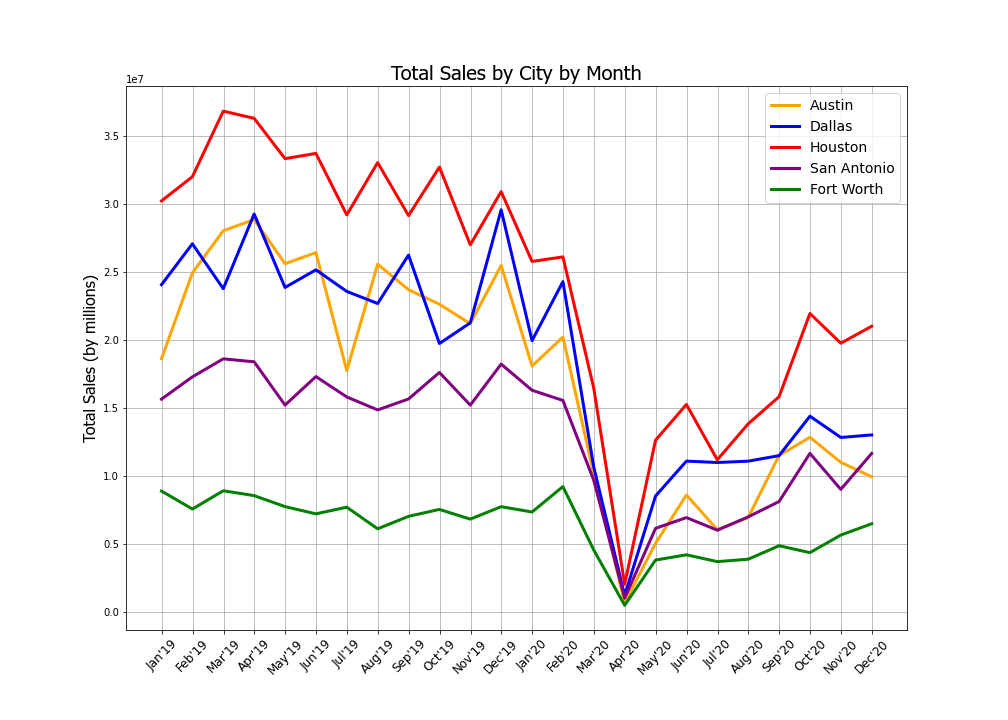 Total Sales by City by Month
1e7
Total Sales (by millions)
3.5
3.0
2.5
2.0
1.5
1.0
0.5
0.0
Austin
Dallas
Houston
San Antonio
Fort Worth
Jan'19
Feb'19
Mar'19
Apr'19
May'19
Jun'19
Jul'19
Aug'19
Sep'19
Oct'19
Nov'19
Dec'19
Jan'20
Feb'20
Mar'20
Apr'20
May'20
Jun'20
Jul'20
Aug'20
Sep'20
Oct'20
Nov'20
Dec'20